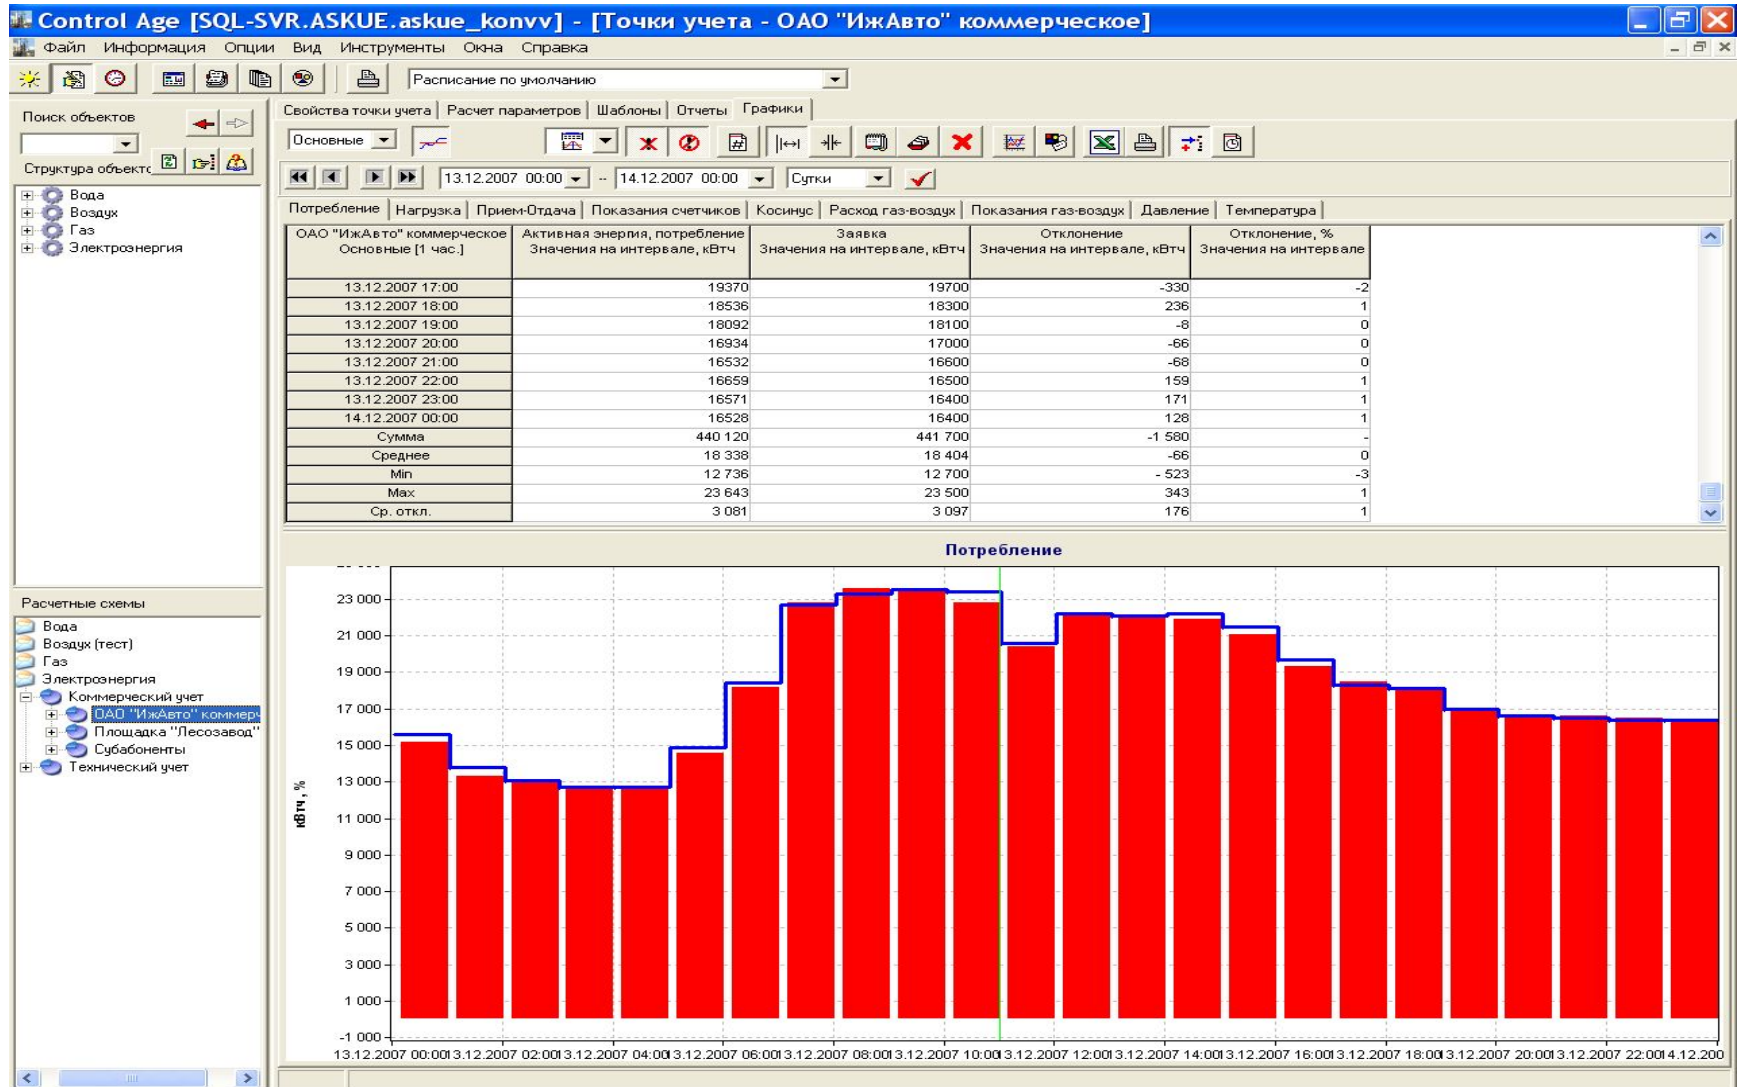 Control Age [SQL-SVR.ASKUE.askue_konvv] - [Точки учета - ОАО "ИжАвто" коммерческое]
Файл Информация Опции Вид Инструменты Окна Справка
Расписание по умолчанию
Поиск объектов
Структура объекто
Вода
Воздух
Газ
Электроэнергия
Расчетные схемы
Вода
Воздух (тест)
Газ
Электроэнергия
Коммерческий учет
ОАО "ИжАвто" коммерч
Площадка "Лесозавод"
Субабоненты
Технический учет
Свойства точки учета Расчет параметров Шаблоны Отчеты Графики
Основные
13.12.2007 00:00 -- 14.12.2007 00:00 Сутки
Потребление Нагрузка Прием-Отдача Показания счетчиков Косинус Расход газ-воздух Показания газ-воздух Давление Температура
ОАО "ИжАвто" коммерческое Активная энергия, потребление Заявка Отклонение Отклонение, %
Основные [1 час.] Значения на интервале, кВтч Значения на интервале, кВтч Значения на интервале, кВтч Значения на интервале
13.12.2007 17:00 19370 19700 -330 -2
13.12.2007 18:00 18536 18300 236 1
13.12.2007 19:00 18092 18100 -8 0
13.12.2007 20:00 16934 17000 -66 0
13.12.2007 21:00 16532 16600 -68 0
13.12.2007 22:00 16659 16500 159 1
13.12.2007 23:00 16571 16400 171 1
14.12.2007 00:00 16528 16400 128 1
Сумма 440 120 441 700 -1 580 -
Среднее 18 338 18 404 -66 0
Min 12 736 12 700 - 523 -3
Max 23 643 23 500 343 1
Ср. откл. 3 081 3 097 176 1
Потребление
23 000
21 000
19 000
17 000
15 000
13 000
11 000
9 000
7 000
5 000
3 000
1 000
-1 000
кВтч, %
13.12.2007 00:00 13.12.2007 02:00 13.12.2007 04:00 13.12.2007 06:00 13.12.2007 08:00 13.12.2007 10:00 13.12.2007 12:00 13.12.2007 14:00 13.12.2007 16:00 13.12.2007 18:00 13.12.2007 20:00 13.12.2007 22:00 14.12.200